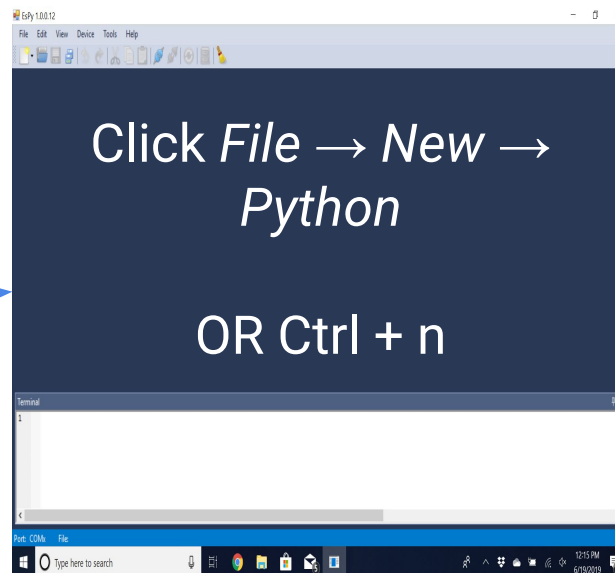 EsPy 1.0.0.12
File Edit View Device Tools Help
Click File → New →
Python
OR Ctrl + n
Terminal
1
Port: COMx File
Type here to search
12:15 PM
6/19/2019